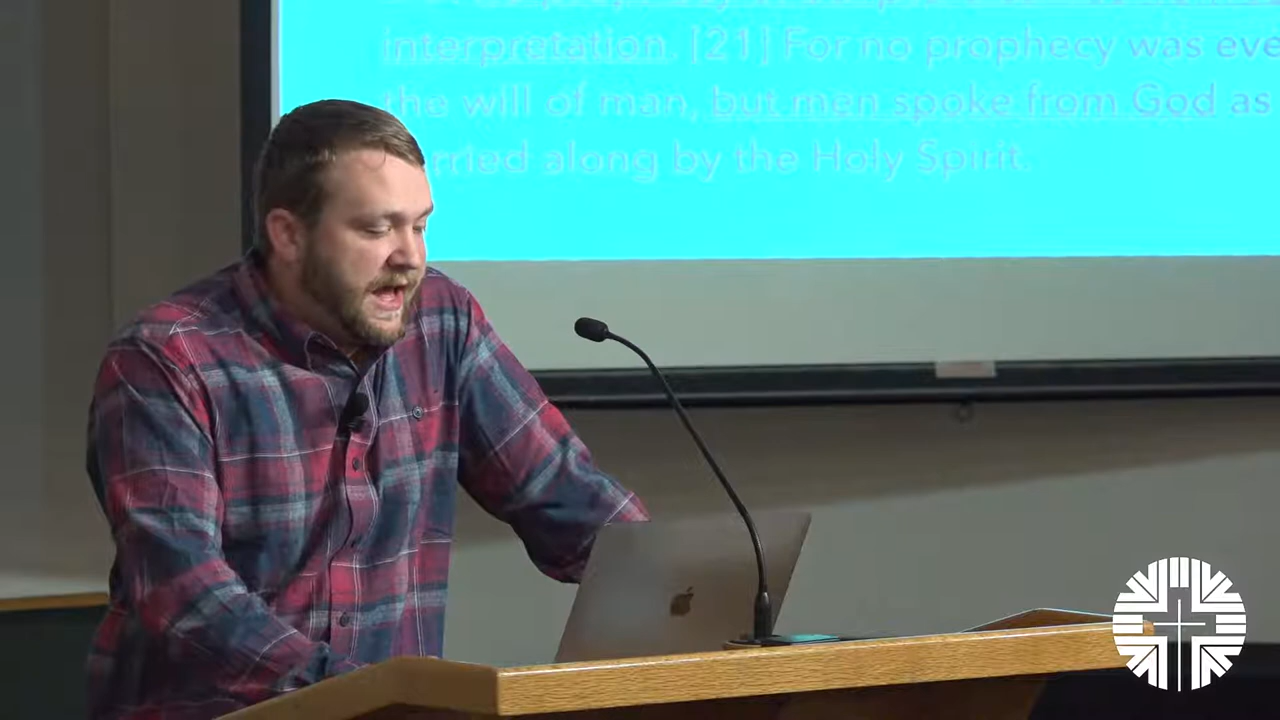 interpretation. [21] For no prophecy was eve
the will of man, but men spoke from God as
rried along by the Holy Spirit.